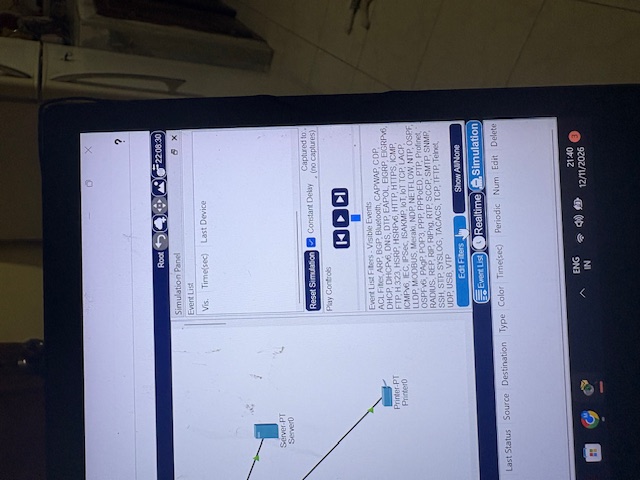 ?
Root
22:08:30
Simulation Panel
Event List
Vis. Time(sec) Last Device
Server-PT
Server0
Reset Simulation Constant Delay Captured to:
(no captures)
Play Controls
Printer-PT
Printer0
Event List Filters - Visible Events
ACL Filter, ARP, BGP, Bluetooth, CAPWAP, CDP,
DHCP, DHCPv6, DNS, DTP, EAPOL, EIGRP, EIGRPv6,
FTP, H.323, HSRP, HSRPv6, HTTP, HTTPS, ICMP,
ICMPv6, IEC, IPSec, ISAKMP, IoT, IoT TCP, LACP,
LLDP, MODBUS, Meraki, NDP, NETFLOW, NTP, OSPF,
OSPFv6, PAgP, POP3, PPP, PPPoED, PTP, Profinet,
RADIUS, REP, RIP, RIPng, RTP, SCCP, SMTP, SNMP,
SSH, STP, SYSLOG, TACACS, TCP, TFTP, Telnet,
UDP, USB, VTP
Edit Filters Show All/None
Event List Realtime Simulation
Last Status Source Destination Type Color Time(sec) Periodic Num Edit Delete
ENG
IN
21:40
12/11/2026
3